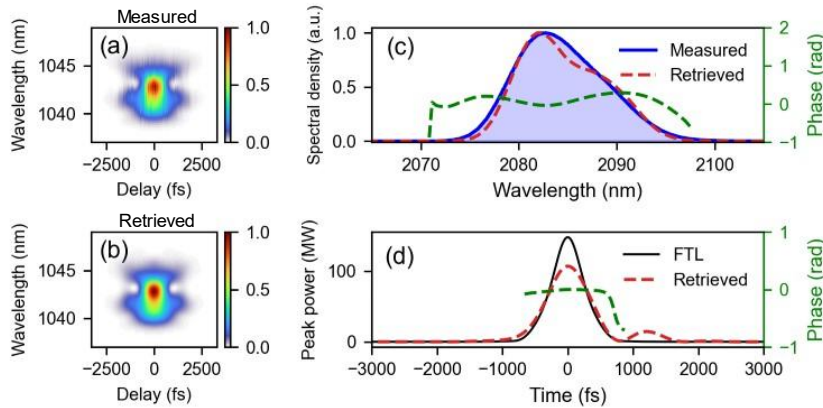 Measured
(a)
Wavelength (nm)
1045
1040
−2500
0
2500
Delay (fs)
1.0
0.5
0.0
(c)
Spectral density (a.u.)
1.0
0.5
0.0
Measured
Retrieved
2
1
0
−1
Phase (rad)
2070
2080
2090
2100
Wavelength (nm)
Retrieved
(b)
Wavelength (nm)
1045
1040
−2500
0
2500
Delay (fs)
1.0
0.5
0.0
(d)
Peak power (MW)
100
0
FTL
Retrieved
1
0
−1
Phase (rad)
−3000
−2000
−1000
0
1000
2000
3000
Time (fs)